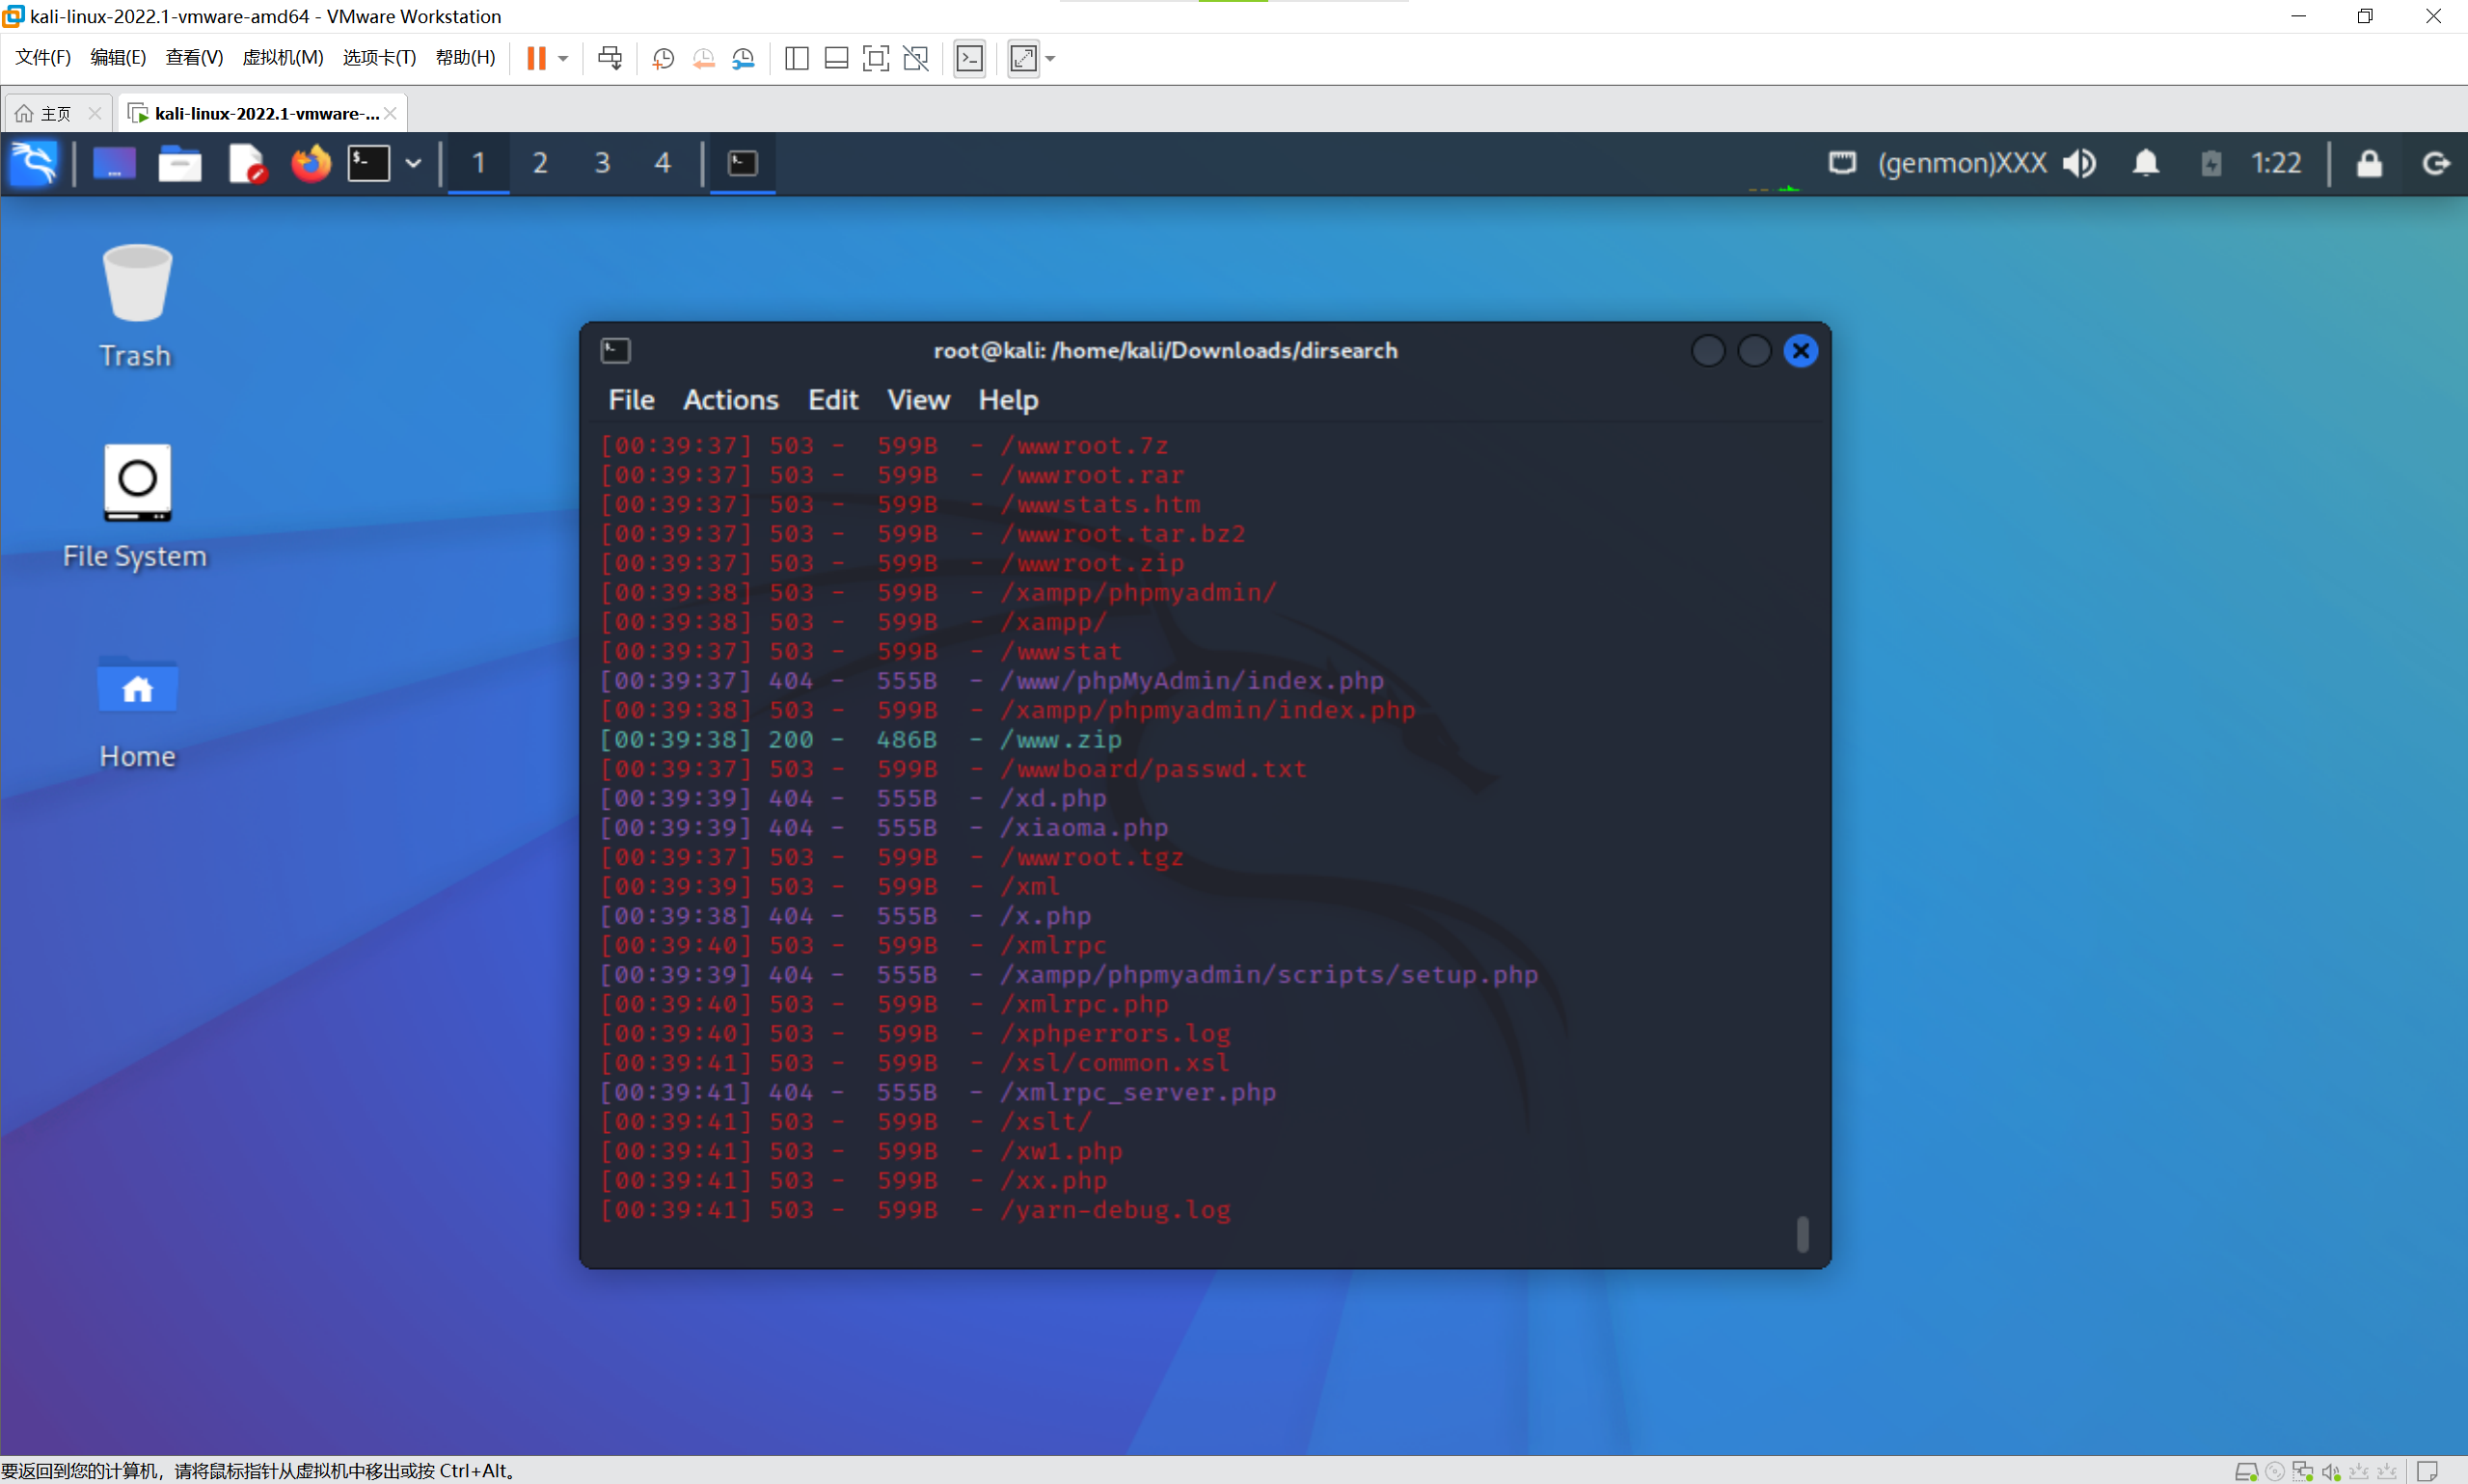 kali-linux-2022.1-vmware-amd64 - VMware Workstation
文件(F) 编辑(E) 查看(V) 虚拟机(M) 选项卡(T) 帮助(H)
主页 kali-linux-2022.1-vmware-...
$- 1 2 3 4 (genmon)XXX 1:22
Trash
File System
Home
root@kali: /home/kali/Downloads/dirsearch
File Actions Edit View Help
[00:39:37] 503 - 599B - /wwwroot.7z
[00:39:37] 503 - 599B - /wwwroot.rar
[00:39:37] 503 - 599B - /wwwstats.htm
[00:39:37] 503 - 599B - /wwwroot.tar.bz2
[00:39:37] 503 - 599B - /wwwroot.zip
[00:39:38] 503 - 599B - /xampp/phpmyadmin/
[00:39:38] 503 - 599B - /xampp/
[00:39:37] 503 - 599B - /wwwstat
[00:39:37] 404 - 555B - /www/phpMyAdmin/index.php
[00:39:38] 503 - 599B - /xampp/phpmyadmin/index.php
[00:39:38] 200 - 486B - /www.zip
[00:39:37] 503 - 599B - /wwwboard/passwd.txt
[00:39:39] 404 - 555B - /xd.php
[00:39:39] 404 - 555B - /xiaoma.php
[00:39:37] 503 - 599B - /wwwroot.tgz
[00:39:39] 503 - 599B - /xml
[00:39:38] 404 - 555B - /x.php
[00:39:40] 503 - 599B - /xmlrpc
[00:39:39] 404 - 555B - /xampp/phpmyadmin/scripts/setup.php
[00:39:40] 503 - 599B - /xmlrpc.php
[00:39:40] 503 - 599B - /xphperrors.log
[00:39:41] 503 - 599B - /xsl/common.xsl
[00:39:41] 404 - 555B - /xmlrpc_server.php
[00:39:41] 503 - 599B - /xslt/
[00:39:41] 503 - 599B - /xw1.php
[00:39:41] 503 - 599B - /xx.php
[00:39:41] 503 - 599B - /yarn-debug.log
要返回到您的计算机，请将鼠标指针从虚拟机中移出或按 Ctrl+Alt。